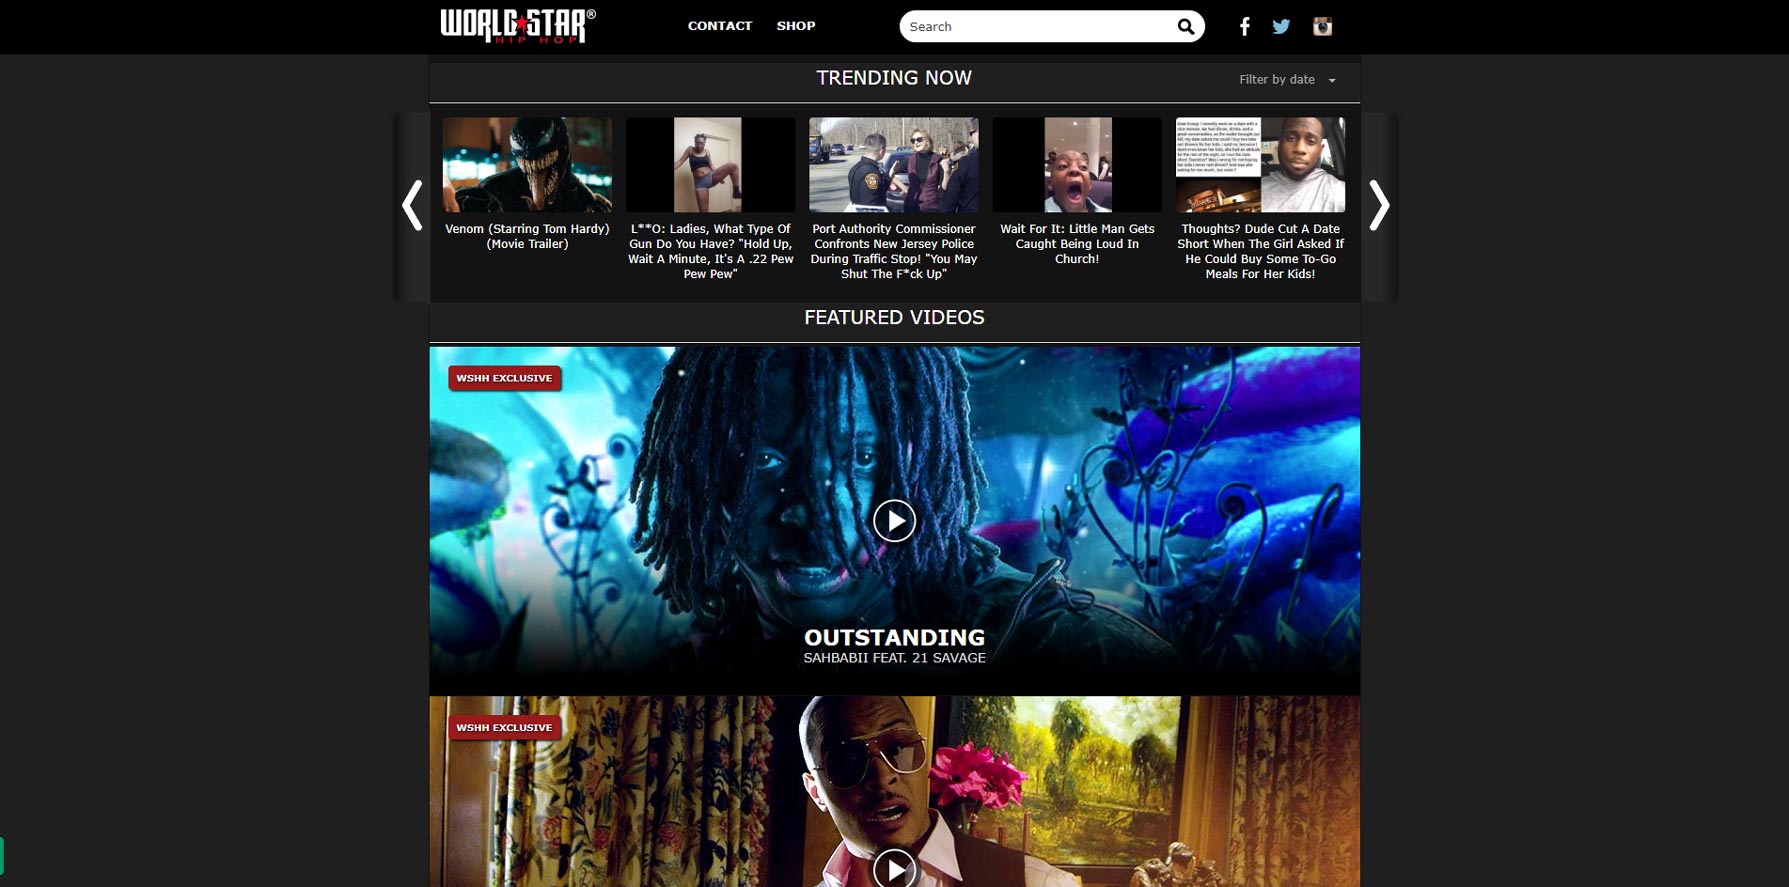 WORLD STAR®
HIP HOP
CONTACT
SHOP
Search
TRENDING NOW
Filter by date
Venom (Starring Tom Hardy)
(Movie Trailer)
L**O: Ladies, What Type Of
Gun Do You Have? "Hold Up,
Wait A Minute, It's A .22 Pew
Pew Pew"
Port Authority Commissioner
Confronts New Jersey Police
During Traffic Stop! "You May
Shut The F*ck Up"
Wait For It: Little Man Gets
Caught Being Loud In
Church!
Thoughts? Dude Cut A Date
Short When The Girl Asked If
He Could Buy Some To-Go
Meals For Her Kids!
FEATURED VIDEOS
WSHH EXCLUSIVE
OUTSTANDING
SAHBABII FEAT. 21 SAVAGE
WSHH EXCLUSIVE